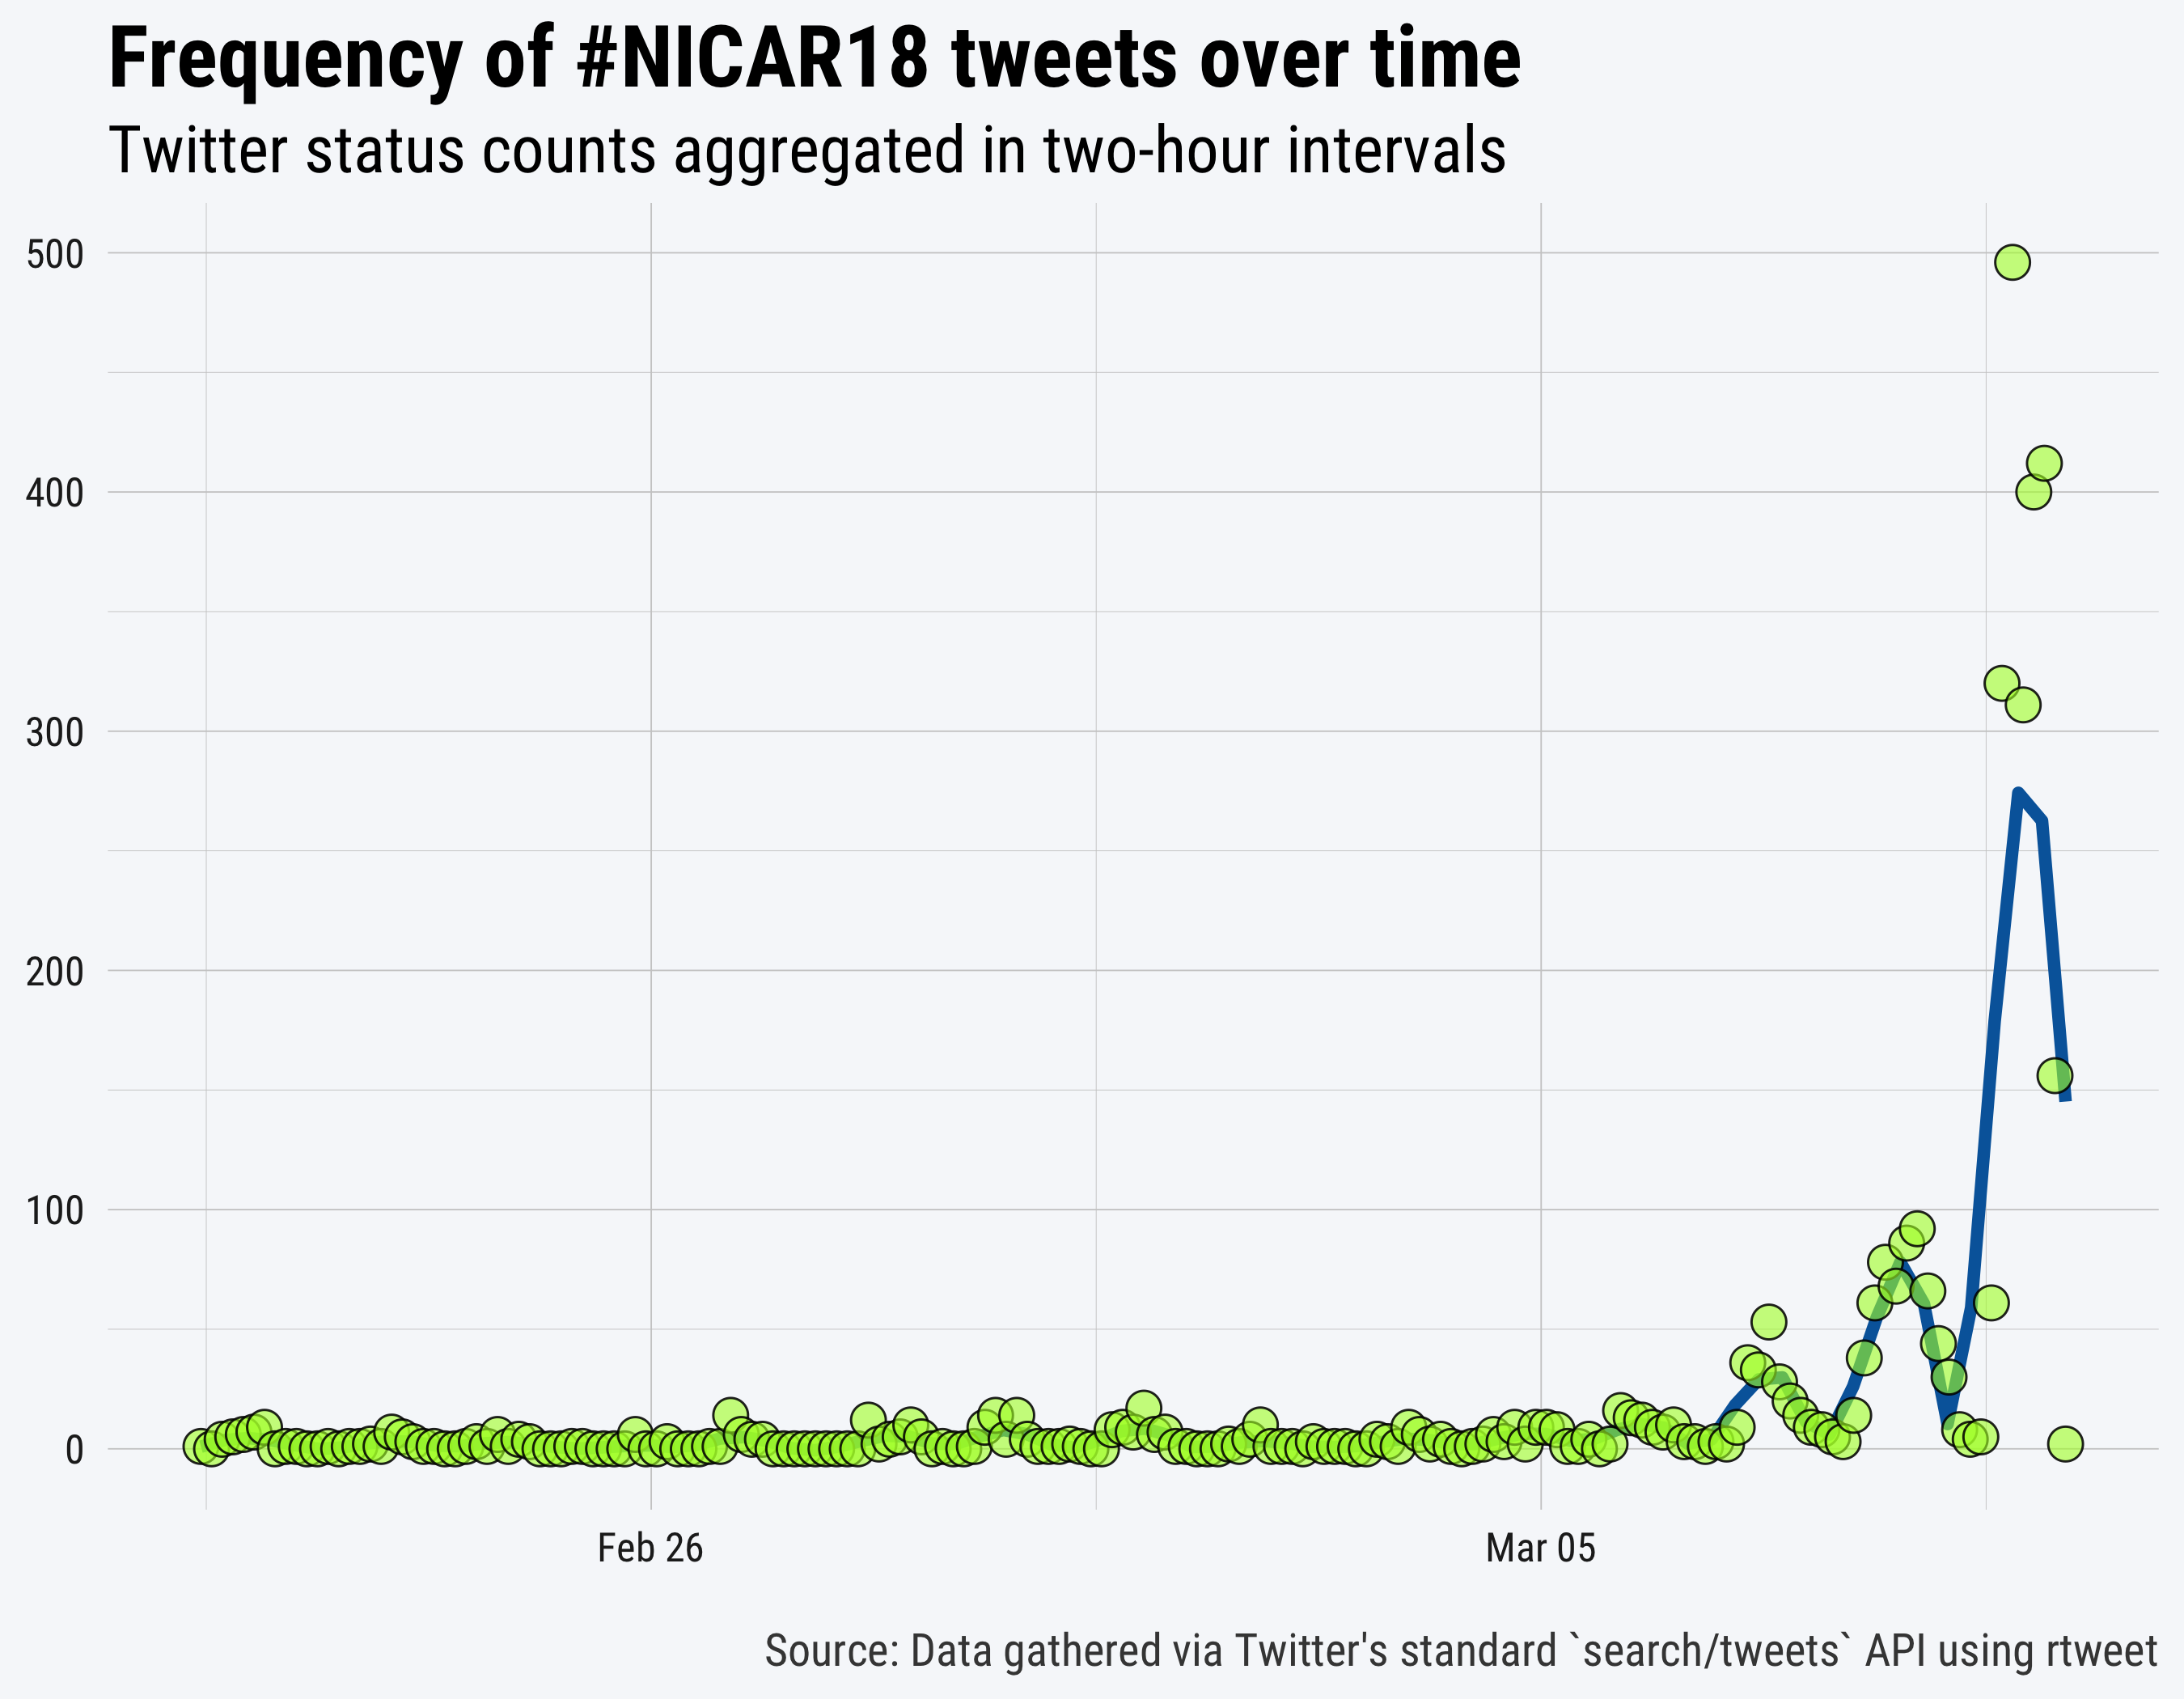 Frequency of #NICAR18 tweets over time
Twitter status counts aggregated in two-hour intervals
500
400
300
200
100
0
Feb 26
Mar 05
Source: Data gathered via Twitter's standard `search/tweets` API using rtweet